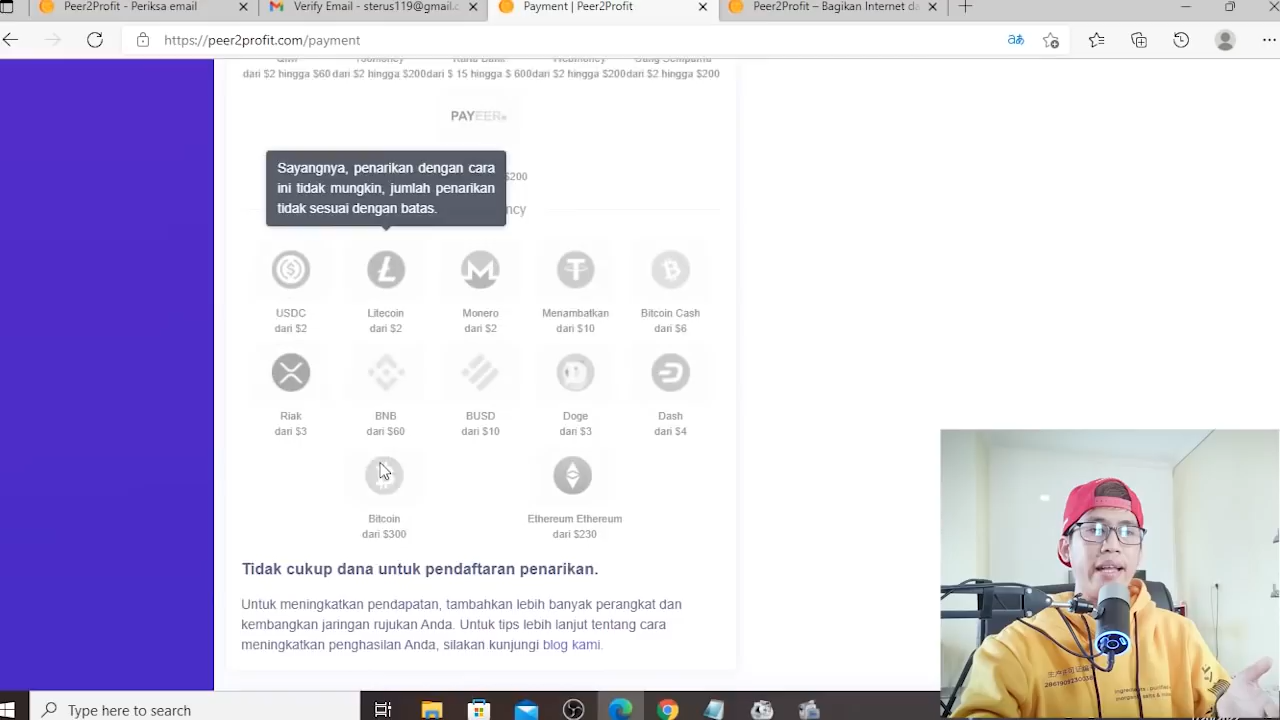 Peer2Profit - Periksa email
Verify Email - sterus119@gmail.c
Payment | Peer2Profit
Peer2Profit – Bagikan Internet da
https://peer2profit.com/payment
dari $2 hingga $60 dari $2 hingga $200 dari $ 15 hingga $ 600 dari $2 hingga $200 dari $2 hingga $200
PAYEER
Sayangnya, penarikan dengan cara
ini tidak mungkin, jumlah penarikan
tidak sesuai dengan batas.
$200
ncy
USDC Litecoin Monero Menambatkan Bitcoin Cash
dari $2 dari $2 dari $2 dari $10 dari $6
Riak BNB BUSD Doge Dash
dari $3 dari $60 dari $10 dari $3 dari $4
Bitcoin Ethereum Ethereum
dari $300 dari $230
Tidak cukup dana untuk pendaftaran penarikan.
Untuk meningkatkan pendapatan, tambahkan lebih banyak perangkat dan
kembangkan jaringan rujukan Anda. Untuk tips lebih lanjut tentang cara
meningkatkan penghasilan Anda, silakan kunjungi blog kami.
Type here to search